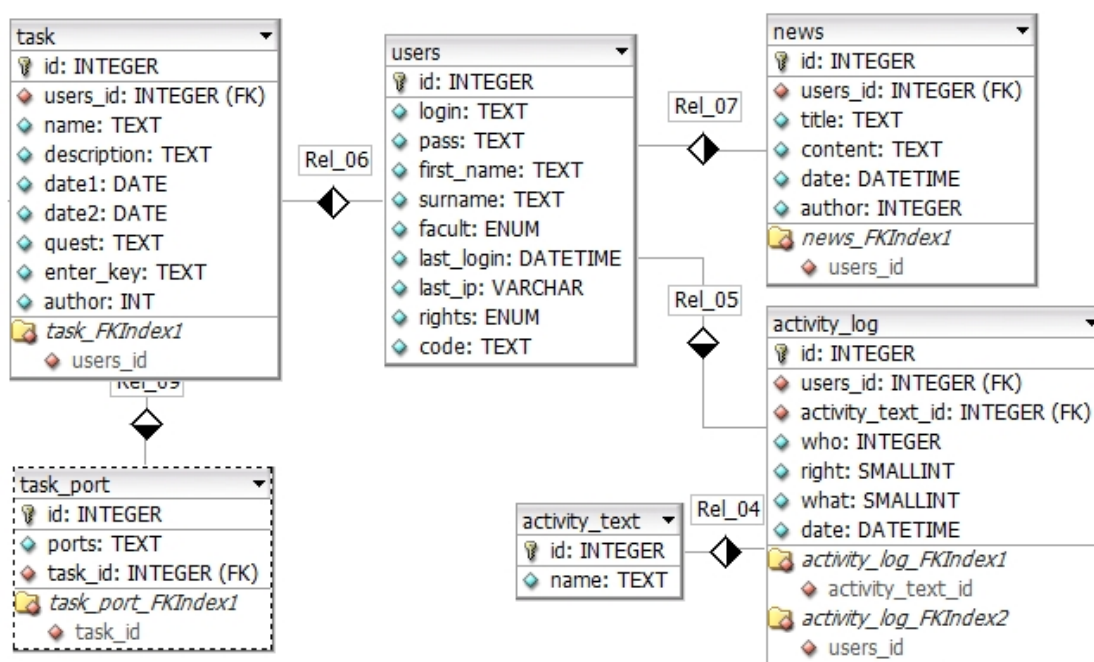 task
id: INTEGER
users_id: INTEGER (FK)
name: TEXT
description: TEXT
date1: DATE
date2: DATE
quest: TEXT
enter_key: TEXT
author: INT
task_FKIndex1
users_id
Rel_09
task_port
id: INTEGER
ports: TEXT
task_id: INTEGER (FK)
task_port_FKIndex1
task_id
Rel_06
users
id: INTEGER
login: TEXT
pass: TEXT
first_name: TEXT
surname: TEXT
facult: ENUM
last_login: DATETIME
last_ip: VARCHAR
rights: ENUM
code: TEXT
Rel_07
Rel_05
news
id: INTEGER
users_id: INTEGER (FK)
title: TEXT
content: TEXT
date: DATETIME
author: INTEGER
news_FKIndex1
users_id
activity_text
id: INTEGER
name: TEXT
Rel_04
activity_log
id: INTEGER
users_id: INTEGER (FK)
activity_text_id: INTEGER (FK)
who: INTEGER
right: SMALLINT
what: SMALLINT
date: DATETIME
activity_log_FKIndex1
activity_text_id
activity_log_FKIndex2
users_id